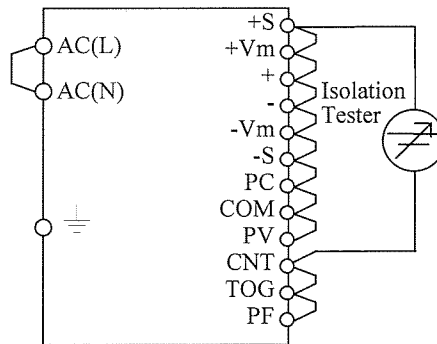 AC(L)
AC(N)
+S
+Vm
+
-
-Vm
-S
PC
COM
PV
CNT
TOG
PF
Isolation
Tester